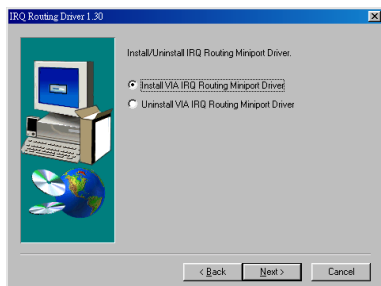 IRQ Routing Driver 1.30
Install/Uninstall IRQ Routing Miniport Driver.
Install VIA IRQ Routing Miniport Driver
Uninstall VIA IRQ Routing Miniport Driver
< Back
Next >
Cancel